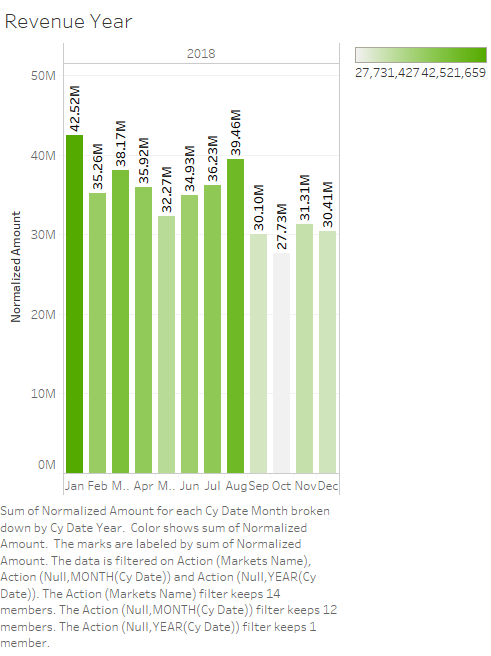 Revenue Year
2018
27,731,427 42,521,659
50M
40M
30M
20M
10M
0M
Normalized Amount
42.52M
35.26M
38.17M
35.92M
32.27M
34.93M
36.23M
39.46M
30.10M
27.73M
31.31M
30.41M
Jan Feb M.. Apr M.. Jun Jul Aug Sep Oct Nov Dec
Sum of Normalized Amount for each Cy Date Month broken
down by Cy Date Year. Color shows sum of Normalized
Amount. The marks are labeled by sum of Normalized
Amount. The data is filtered on Action (Markets Name),
Action (Null,MONTH(Cy Date)) and Action (Null,YEAR(Cy
Date)). The Action (Markets Name) filter keeps 14
members. The Action (Null,MONTH(Cy Date)) filter keeps 12
members. The Action (Null,YEAR(Cy Date)) filter keeps 1
member.